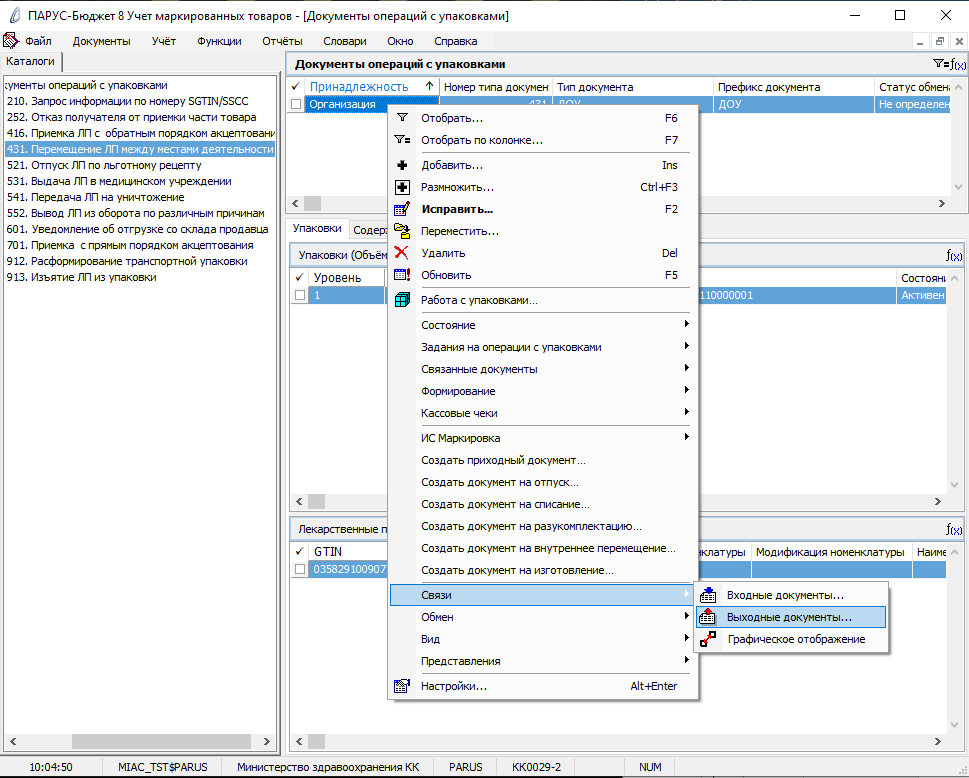 ПАРУС-Бюджет 8 Учет маркированных товаров - [Документы операций с упаковками]
Файл Документы Учёт Функции Отчёты Словари Окно Справка
Каталоги
кументы операций с упаковками
210. Запрос информации по номеру SGTIN/SSCC
252. Отказ получателя от приемки части товара
416. Приемка ЛП с обратным порядком акцептовани
431. Перемещение ЛП между местами деятельности
521. Отпуск ЛП по льготному рецепту
531. Выдача ЛП в медицинском учреждении
541. Передача ЛП на уничтожение
552. Вывод ЛП из оборота по различным причинам
601. Уведомление об отгрузке со склада продавца
701. Приемка с прямым порядком акцептования
912. Расформирование транспортной упаковки
913. Изъятие ЛП из упаковки
Документы операций с упаковками
f(x)
Принадлежность Номер типа докумен Тип документа Префикс документа Статус обмена
Организация 431 ДОУ ДОУ Не определен
Упаковки Содерж
Упаковки (Объём
f(x)
Уровень Состояни
1 110000001 Активен
Лекарственные п
f(x)
GTIN нклатуры Модификация номенклатуры Наиме
035829100907
Отобрать... F6
Отобрать по колонке... F7
Добавить... Ins
Размножить... Ctrl+F3
Исправить... F2
Переместить...
Удалить Del
Обновить F5
Работа с упаковками...
Состояние
Задания на операции с упаковками
Связанные документы
Формирование
Кассовые чеки
ИС Маркировка
Создать приходный документ...
Создать документ на отпуск...
Создать документ на списание...
Создать документ на разукомплектацию...
Создать документ на внутреннее перемещение...
Создать документ на изготовление...
Связи
Обмен
Вид
Представления
Настройки... Alt+Enter
Входные документы...
Выходные документы...
Графическое отображение
10:04:50 MIAC_TST$PARUS Министерство здравоохранения КК PARUS КК0029-2 NUM